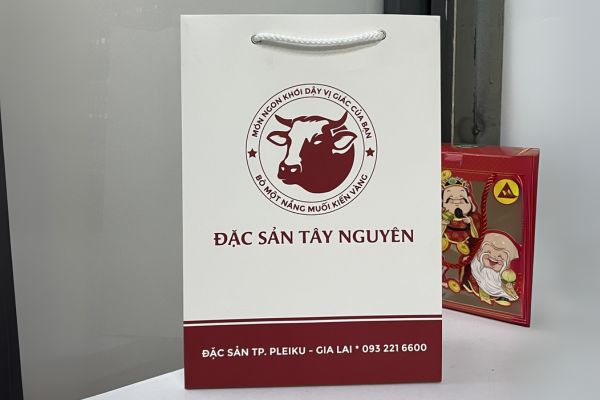 MÓN NGON KHƠI DẬY VỊ GIÁC CỦA BẠN
BÒ MỘT NẮNG MUỐI KIẾN VÀNG
ĐẶC SẢN TÂY NGUYÊN
ĐẶC SẢN TP. PLEIKU - GIA LAI * 093 221 6600